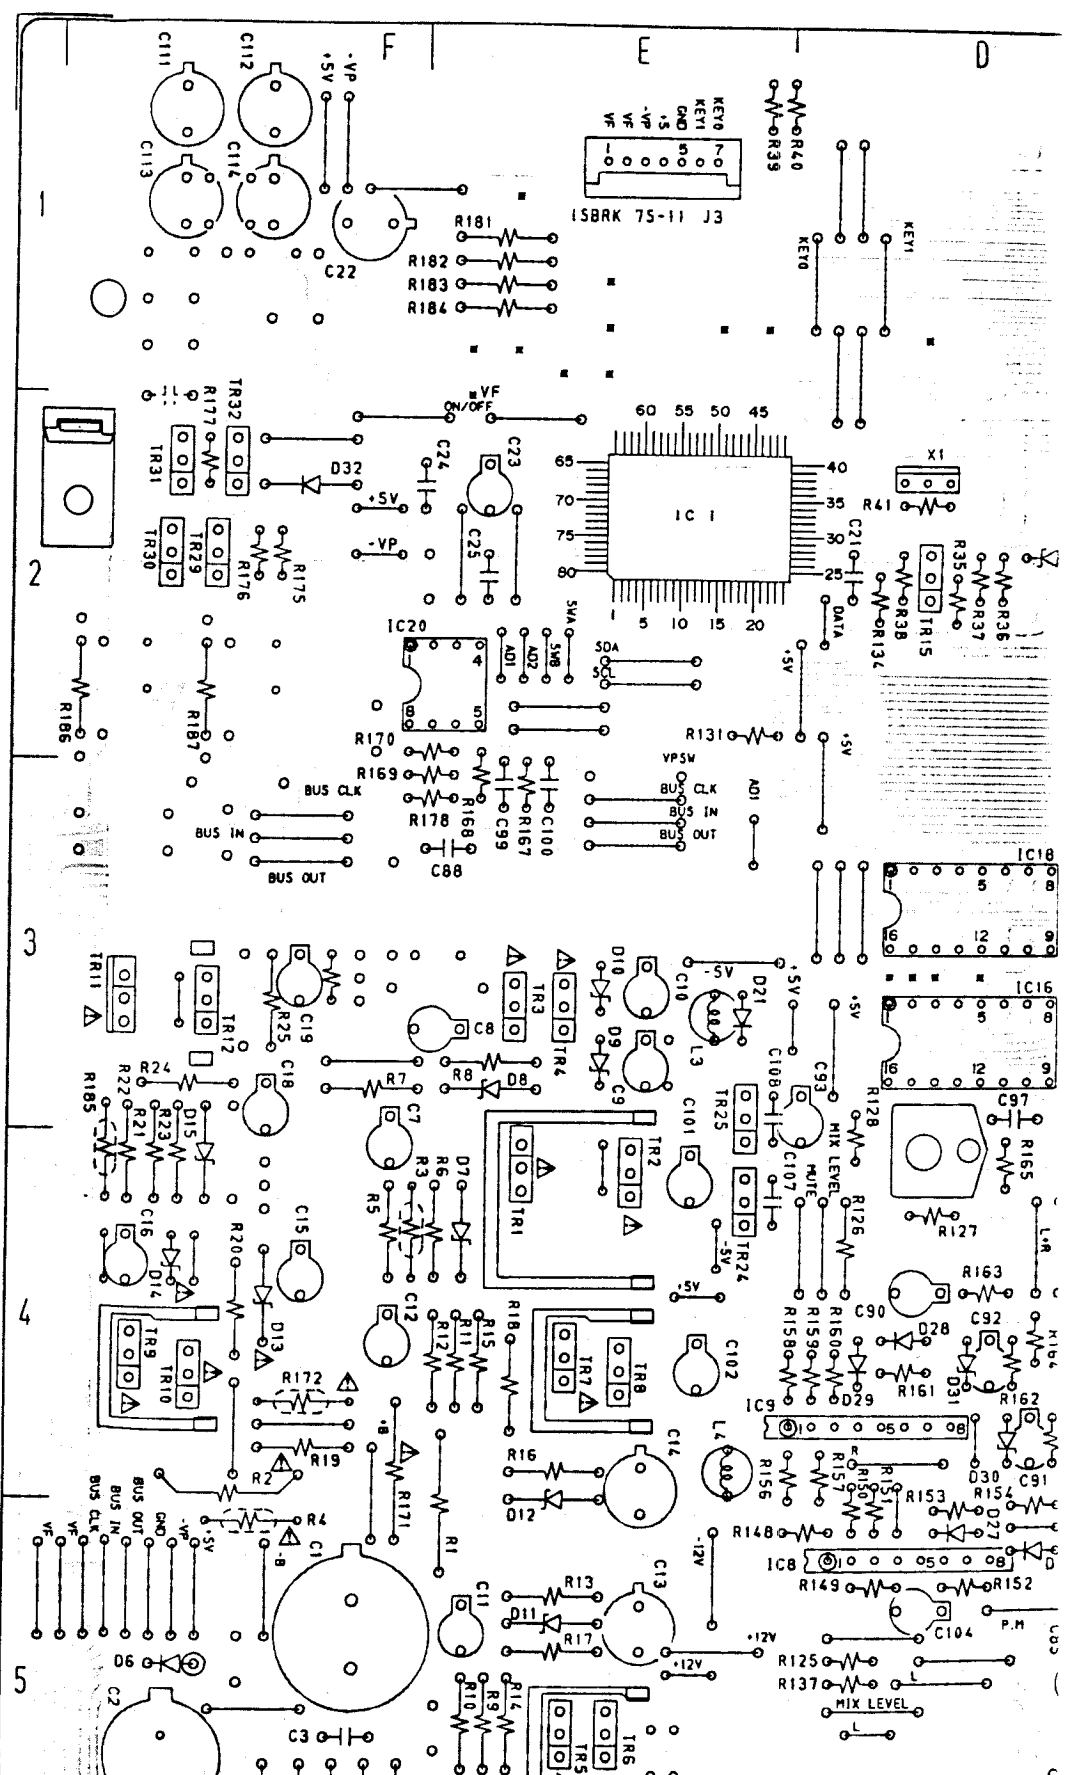 F
E
D
C111
C112
+5V
-VP
KEY0
KEY1
GND
+5
-VP
VF
VF
1
5
7
R39
R40
C113
C114
1
ISBRK 7S-11 J3
R181
R182
R183
R184
C22
KEY0
KEY1
JL
R177
TR32
VF
ON/OFF
60
55
50
45
TR31
D32
C24
C23
65
70
75
80
IC 1
40
35
30
25
X1
R41
+5V
-VP
C25
C21
TR30
TR29
R176
R175
2
5
10
15
20
1
R35
R134
R38
TR15
R37
R36
DATA
IC20
1
4
8
5
AD1
AD2
SWB
SWA
SDA
SCL
+5V
R186
R187
R131
+5V
R170
R169
R178
R168
C99
R167
C100
VPSW
BUS CLK
BUS IN
BUS OUT
AD1
BUS CLK
BUS IN
BUS OUT
C88
IC18
1
5
8
16
12
9
3
TR11
TR12
R25
C19
C8
TR3
TR4
D10
C10
-5V
D21
+5V
+5V
IC16
1
5
8
16
12
9
D9
C9
L3
R24
C18
R7
R8
D8
R185
R22
R21
R23
D15
C7
C101
TR25
C108
C93
R128
C97
R165
MIX LEVEL
MUTE
R5
R3
R6
D7
TR1
TR2
TR24
C107
R126
R127
L+R
C16
D14
R20
C15
D13
-5V
+5V
R163
4
TR9
TR10
C12
R12
R11
R15
R18
TR7
TR8
C102
R158
R159
R160
C90
D28
C92
R164
D29
R161
D31
R162
R172
R19
+B
R171
IC9
1
5
8
R2
R4
R16
D12
C14
L4
R156
R157
R150
R151
R
R153
D30
R154
C91
D27
BUS CLK
BUS IN
BUS OUT
GND
-VP
+5V
VF
VF
-B
C1
R1
R148
IC8
1
5
8
D
-12V
R149
R152
C104
P.M
C11
R13
D11
R17
C13
+12V
+12V
5
D6
C2
C3
R10
R9
R14
TR5
TR6
R125
R137
L
MIX LEVEL
L